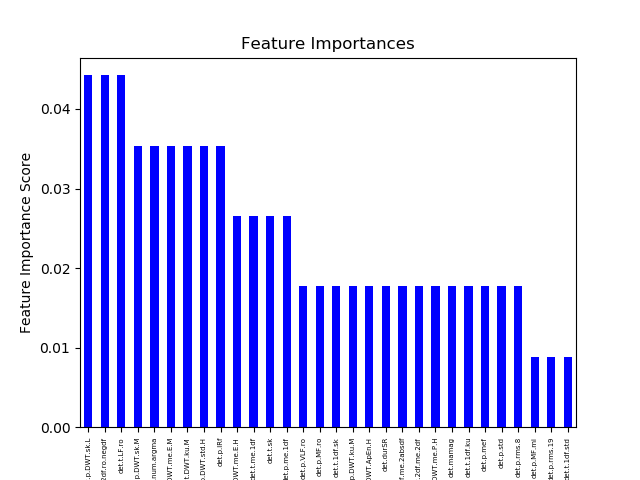 Feature Importances
Feature Importance Score
0.04
0.03
0.02
0.01
0.00
.p.DWT.sk.L
2df.ro.negdf
det.t.LF.ro
p.DWT.sk.M
.num.argma
DWT.me.E.M
t.DWT.ku.M
p.DWT.std.H
det.p.IRf
DWT.me.E.H
det.t.me.1df
det.t.sk
det.p.me.1df
det.p.VLF.ro
det.p.MF.ro
det.t.1df.sk
p.DWT.ku.M
DWT.ApEn.H
det.durSR
f.me.2absdf
.2df.me.2df
DWT.me.P.H
det.mamag
det.t.1df.ku
det.p.mef
det.p.std
det.p.rms.8
det.p.MF.ml
det.p.rms.19
det.t.1df.std